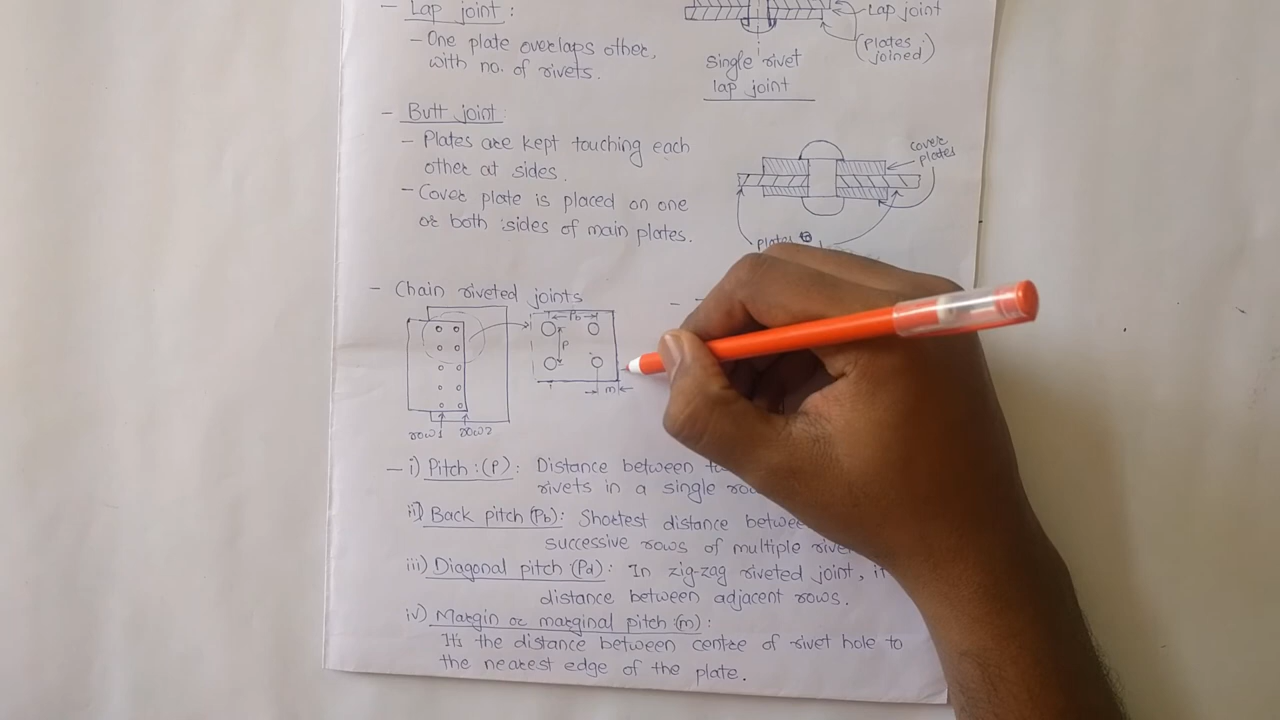 - Lap joint :
- One plate overlaps other,
with no. of rivets.
Lap joint
(plates
joined)
single rivet
lap joint
- Butt joint:
- Plates are kept touching each
other at sides.
- Cover plate is placed on one
or both sides of main plates.
cover
plates
plates
- Chain riveted joints
Pb
P
m
row1 row2
- i) Pitch: (P): Distance between
rivets in a single row
ii) Back pitch (Pb): Shortest distance between
successive rows of multiple
iii) Diagonal pitch (Pd): In zig-zag riveted joint, it
distance between adjacent rows.
iv) Margin or marginal pitch (m) :
It's the distance between centre of rivet hole to
the nearest edge of the plate.